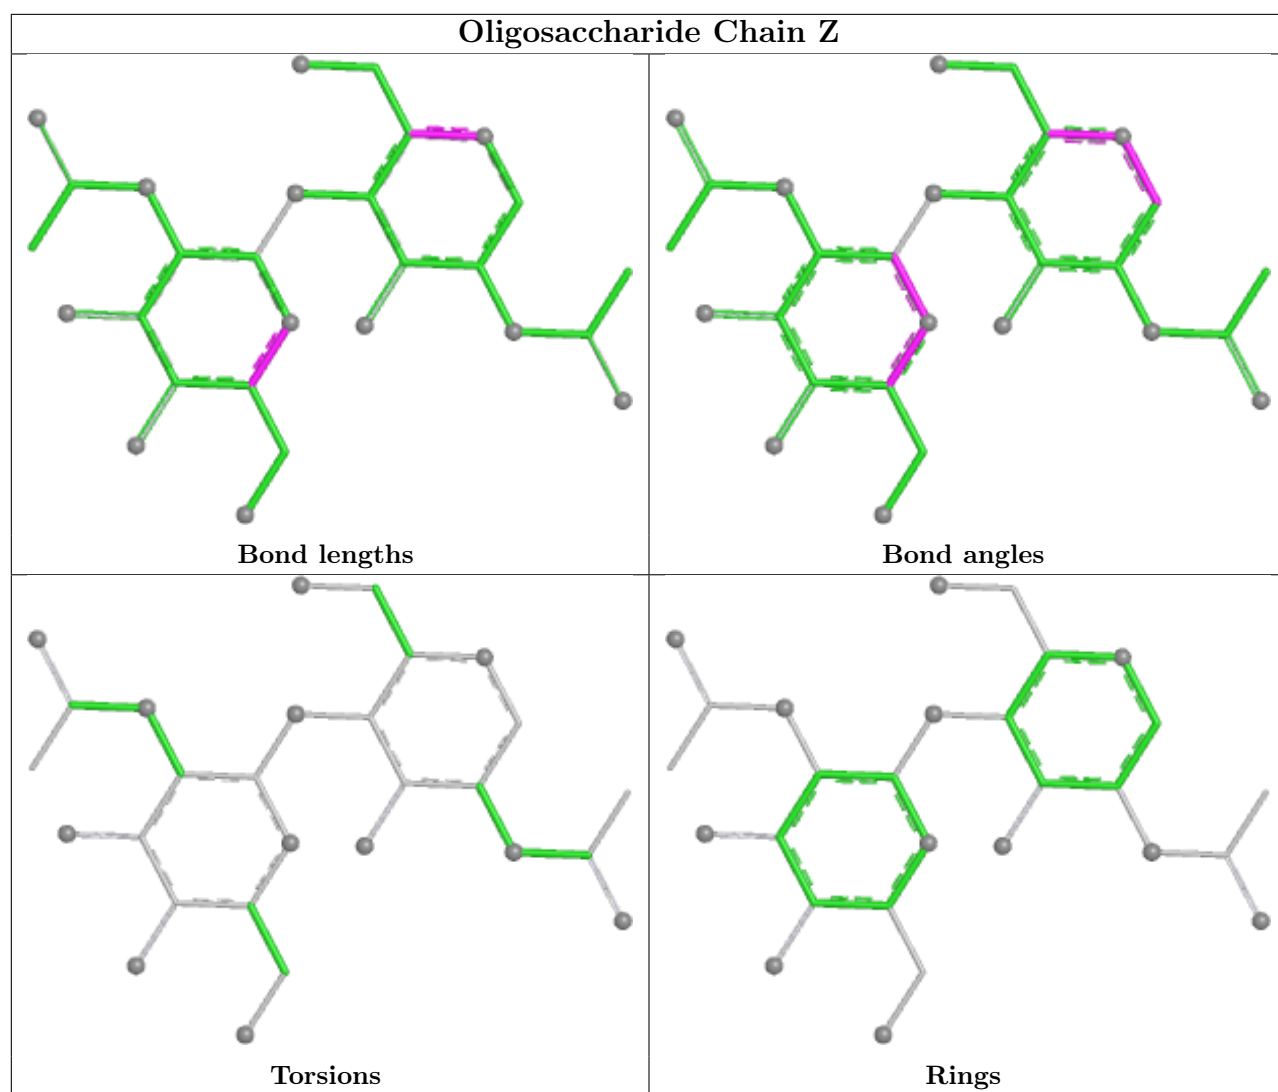 Oligosaccharide Chain Z
Bond lengths
Bond angles
Torsions
Rings